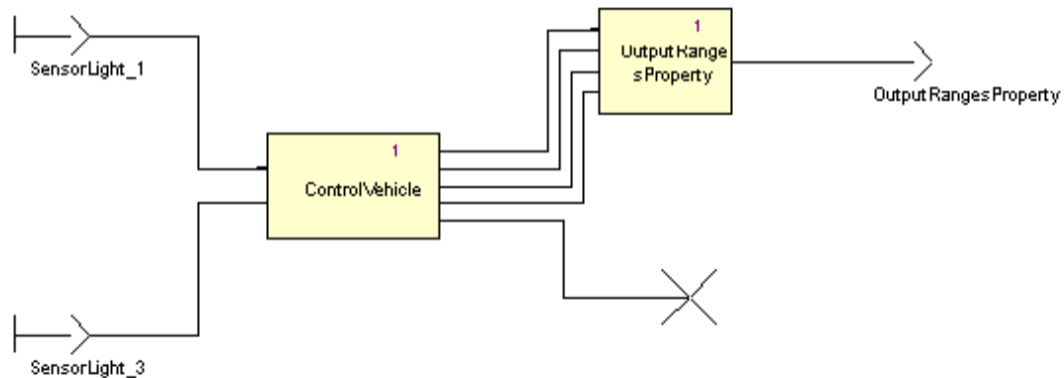 SensorLight_1
1
OutputRange
sProperty
OutputRangesProperty
1
ControlVehicle
SensorLight_3